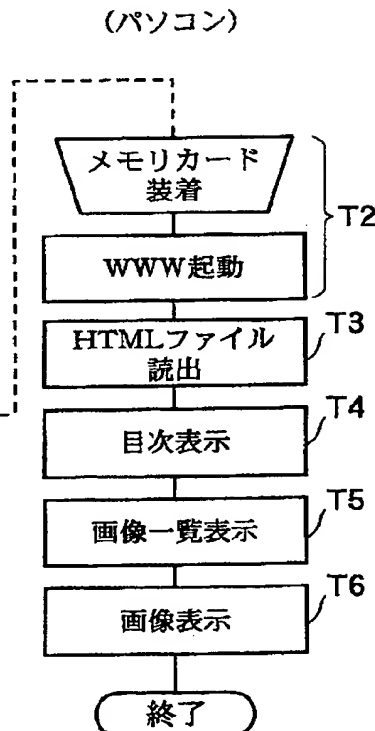 (パソコン)
メモリカード
装着
T2
WWW起動
HTMLファイル
読出
T3
目次表示
T4
画像一覧表示
T5
画像表示
T6
終了